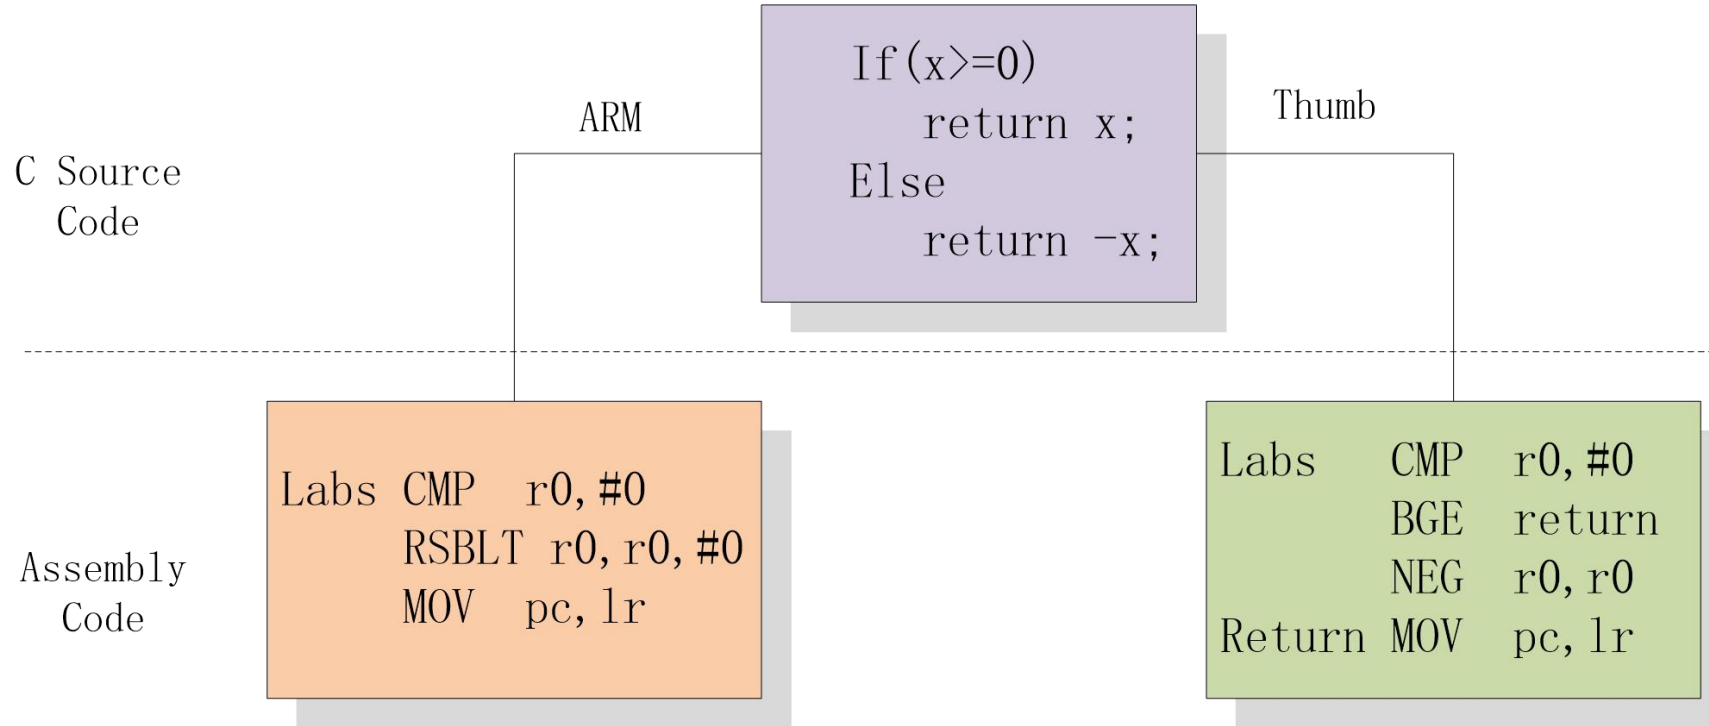 If(x>=0)
return x;
Else
return -x;
ARM
Thumb
C Source
Code
Assembly
Code
Labs CMP r0,#0
RSBLT r0,r0,#0
MOV pc,lr
Labs CMP r0,#0
BGE return
NEG r0,r0
Return MOV pc,lr